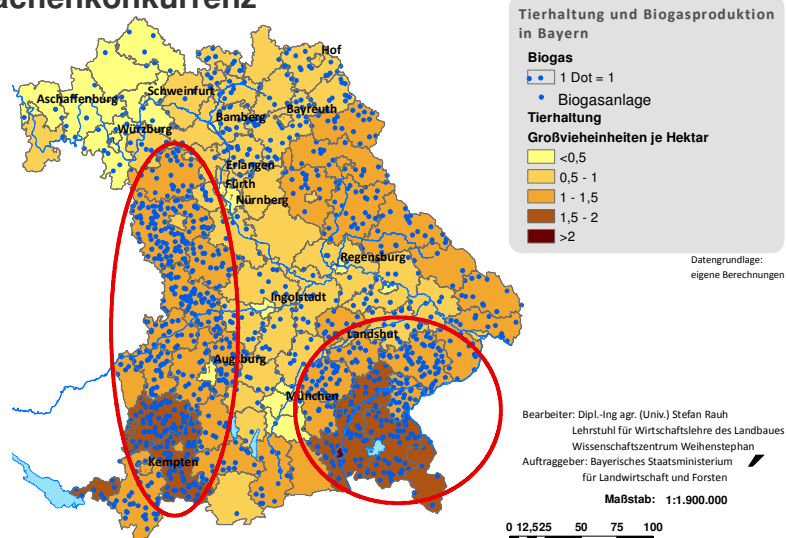 Tierhaltung und Biogasproduktion
in Bayern
Biogas
1 Dot = 1
Biogasanlage
Tierhaltung
Großvieheinheiten je Hektar
<0,5
0,5 - 1
1 - 1,5
1,5 - 2
>2
Datengrundlage:
eigene Berechnungen
Hof
Aschaffenburg
Schweinfurt
Bamberg
Bayreuth
Würzburg
Erlangen
Fürth
Nürnberg
Regensburg
Ingolstadt
Landshut
Augsburg
München
Kempten
Bearbeiter: Dipl.-Ing agr. (Univ.) Stefan Rauh
Lehrstuhl für Wirtschaftslehre des Landbaues
Wissenschaftszentrum Weihenstephan
Auftraggeber: Bayerisches Staatsministerium
für Landwirtschaft und Forsten
Maßstab: 1:1.900.000
0 12,525 50 75 100